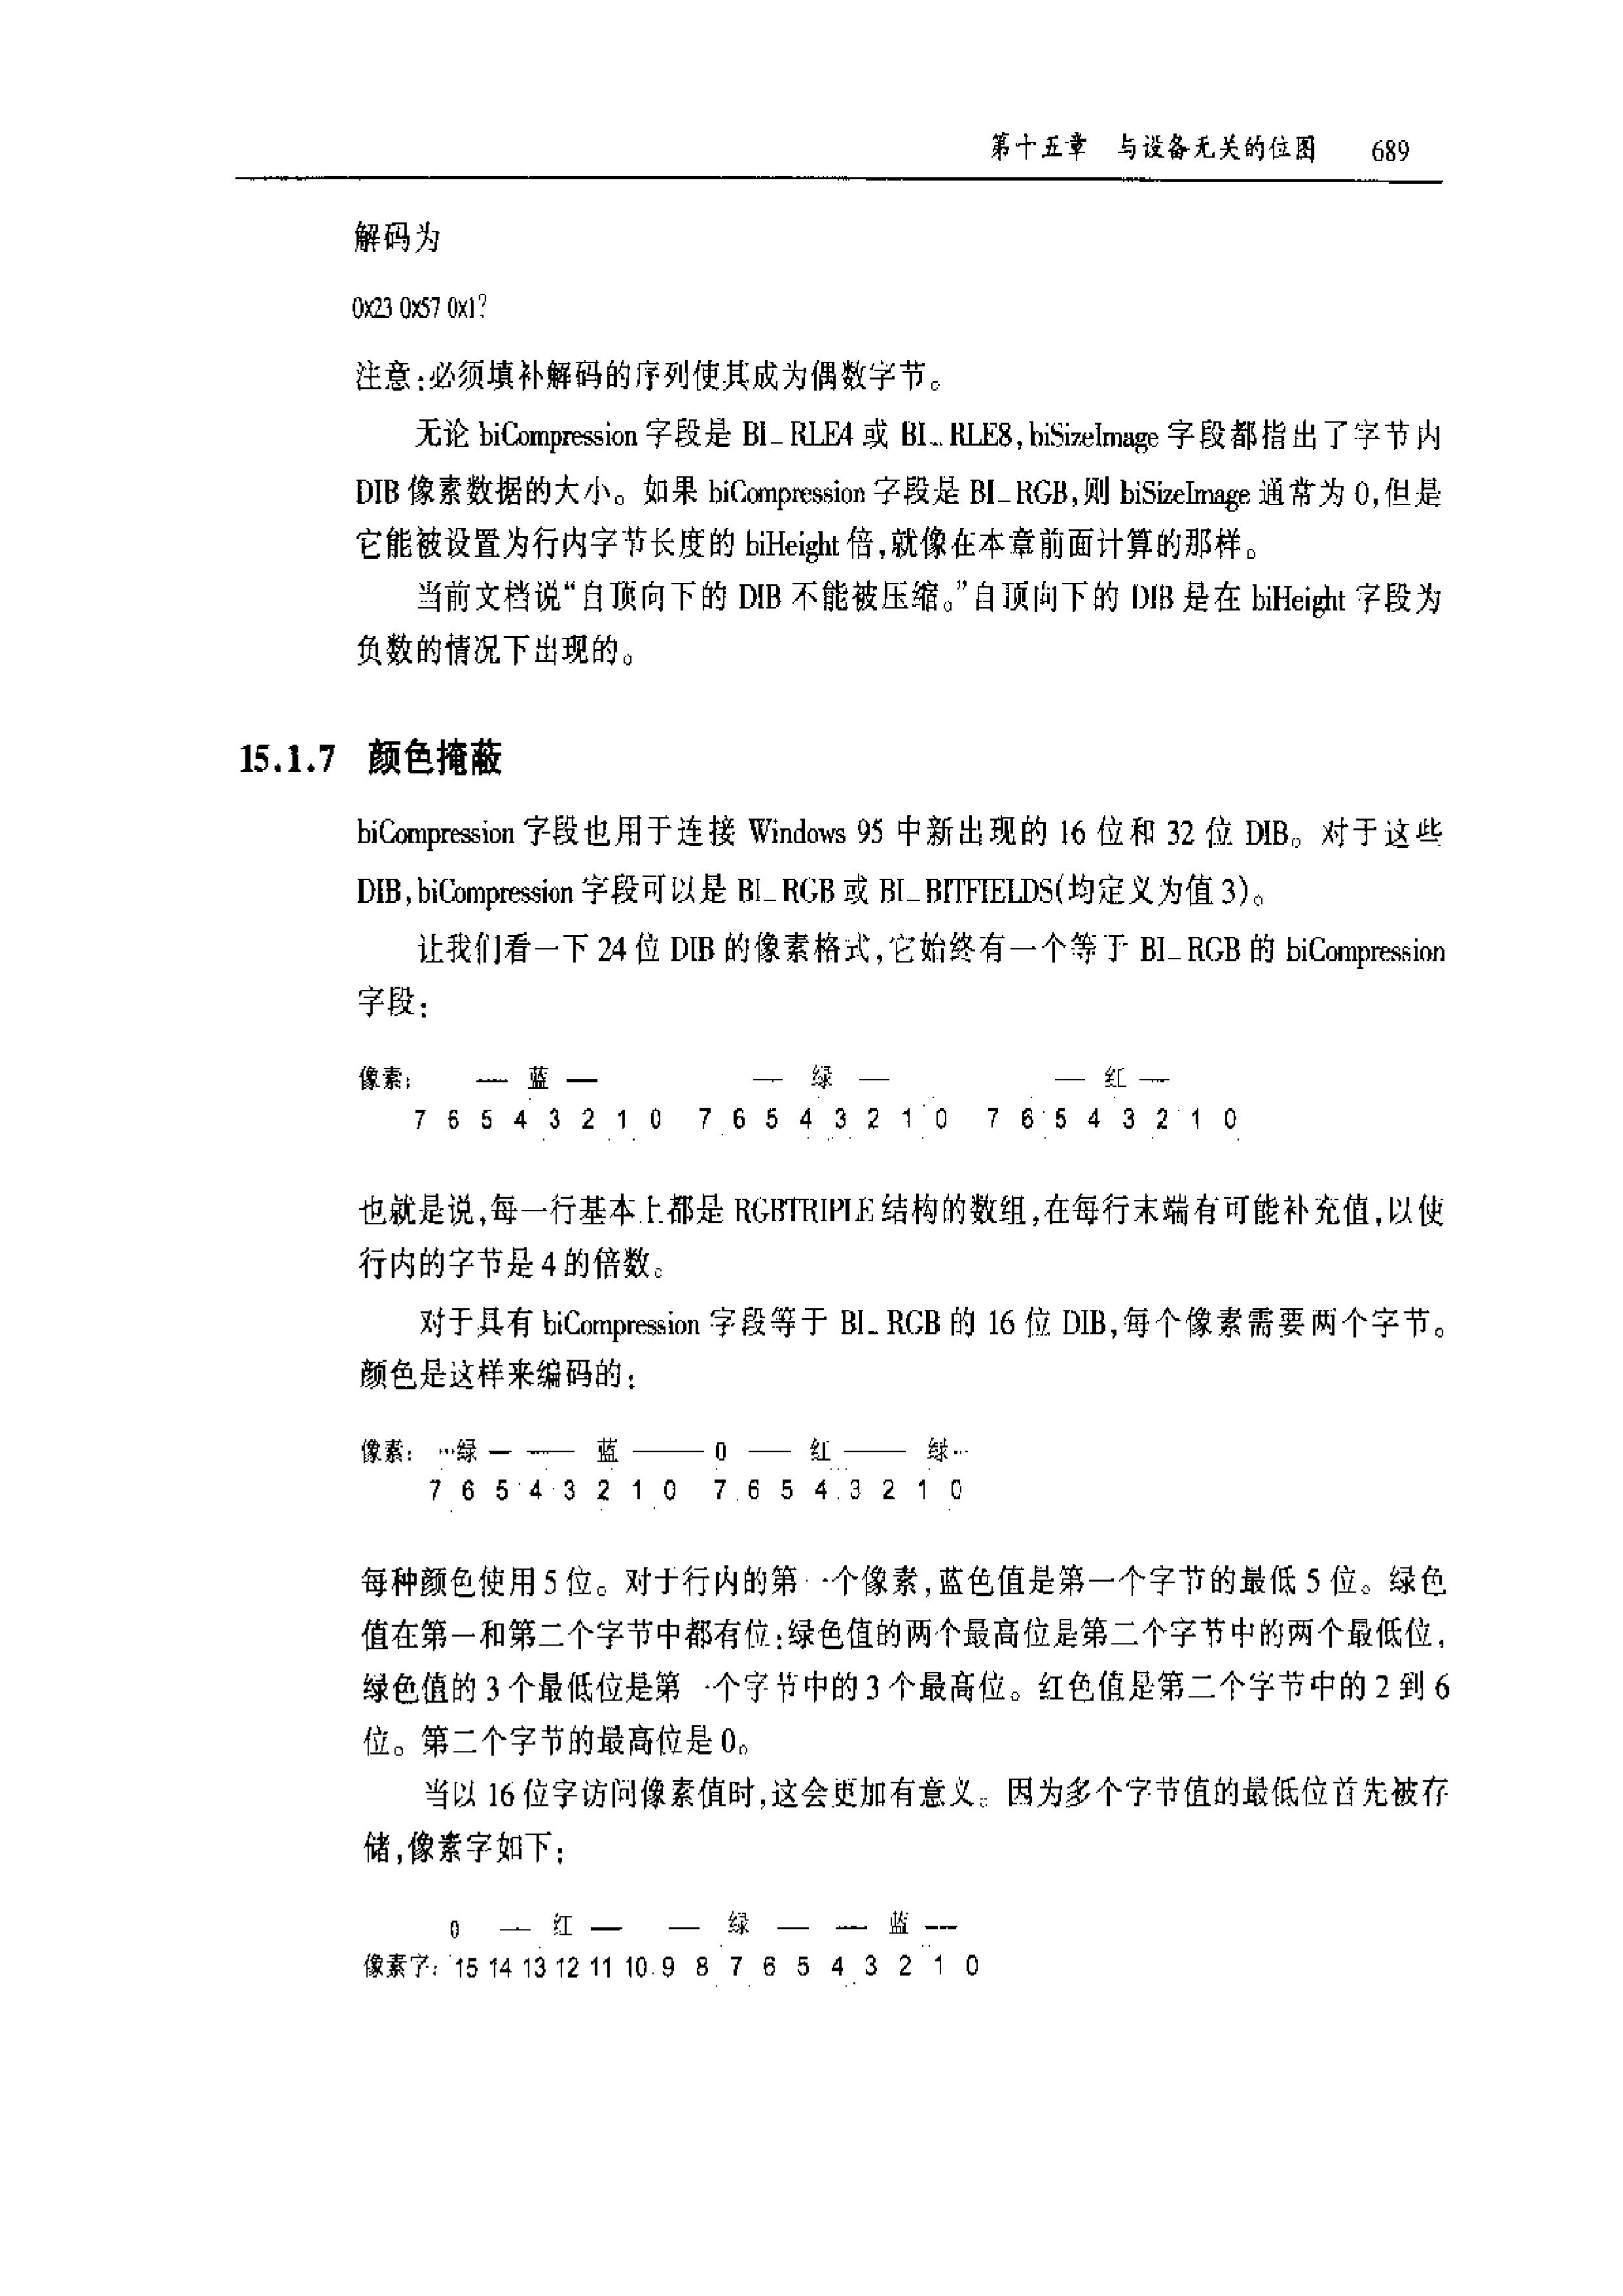 第十五章 与设备无关的位图 689
解码为
0x23 0x57 0x1?
注意:必须填补解码的序列使其成为偶数字节。
无论 biCompression 字段是 BI_RLE4 或 BI_RLE8,biSizeImage 字段都指出了字节内
DIB 像素数据的大小。如果 biCompression 字段是 BI_RGB,则 biSizeImage 通常为 0,但是
它能被设置为行内字节长度的 biHeight 倍,就像在本章前面计算的那样。
当前文档说“自顶向下的 DIB 不能被压缩。”自顶向下的 DIB 是在 biHeight 字段为
负数的情况下出现的。
15.1.7 颜色掩蔽
biCompression 字段也用于连接 Windows 95 中新出现的 16 位和 32 位 DIB。对于这些
DIB,biCompression 字段可以是 BI_RGB 或 BI_BITFIELDS(均定义为值 3)。
让我们看一下 24 位 DIB 的像素格式,它始终有一个等于 BI_RGB 的 biCompression
字段:
像素: — 蓝 — — 绿 — — 红 —
7 6 5 4 3 2 1 0 7 6 5 4 3 2 1 0 7 6 5 4 3 2 1 0
也就是说,每一行基本上都是 RGBTRIPLE 结构的数组,在每行末端有可能补充值,以使
行内的字节是 4 的倍数。
对于具有 biCompression 字段等于 BI_RGB 的 16 位 DIB,每个像素需要两个字节。
颜色是这样来编码的:
像素: …绿 — — 蓝 — 0 — 红 — 绿…
7 6 5 4 3 2 1 0 7 6 5 4 3 2 1 0
每种颜色使用 5 位。对于行内的第一个像素,蓝色值是第一个字节的最低 5 位。绿色
值在第一和第二个字节中都有位:绿色值的两个最高位是第二个字节中的两个最低位,
绿色值的 3 个最低位是第一个字节中的 3 个最高位。红色值是第二个字节中的 2 到 6
位。第二个字节的最高位是 0。
当以 16 位字访问像素值时,这会更加有意义。因为多个字节值的最低位首先被存
储,像素字如下:
0 — 红 — — 绿 — — 蓝 —
像素字: 15 14 13 12 11 10 9 8 7 6 5 4 3 2 1 0